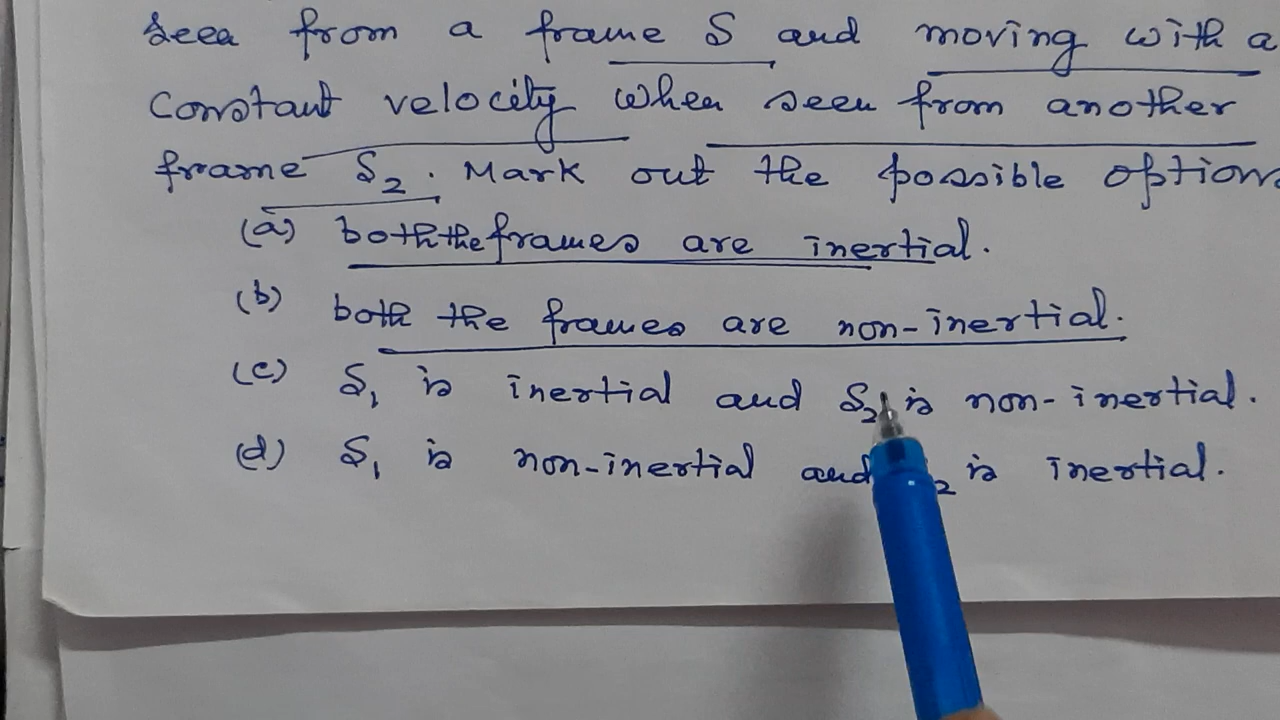 seen from a frame S and moving with a
Constant velocity when seen from another
frame S2. Mark out the possible options
(a) both the frames are inertial.
(b) both the frames are non-inertial.
(c) S1 is inertial and S2 is non-inertial.
(d) S1 is non-inertial and 2 is inertial.